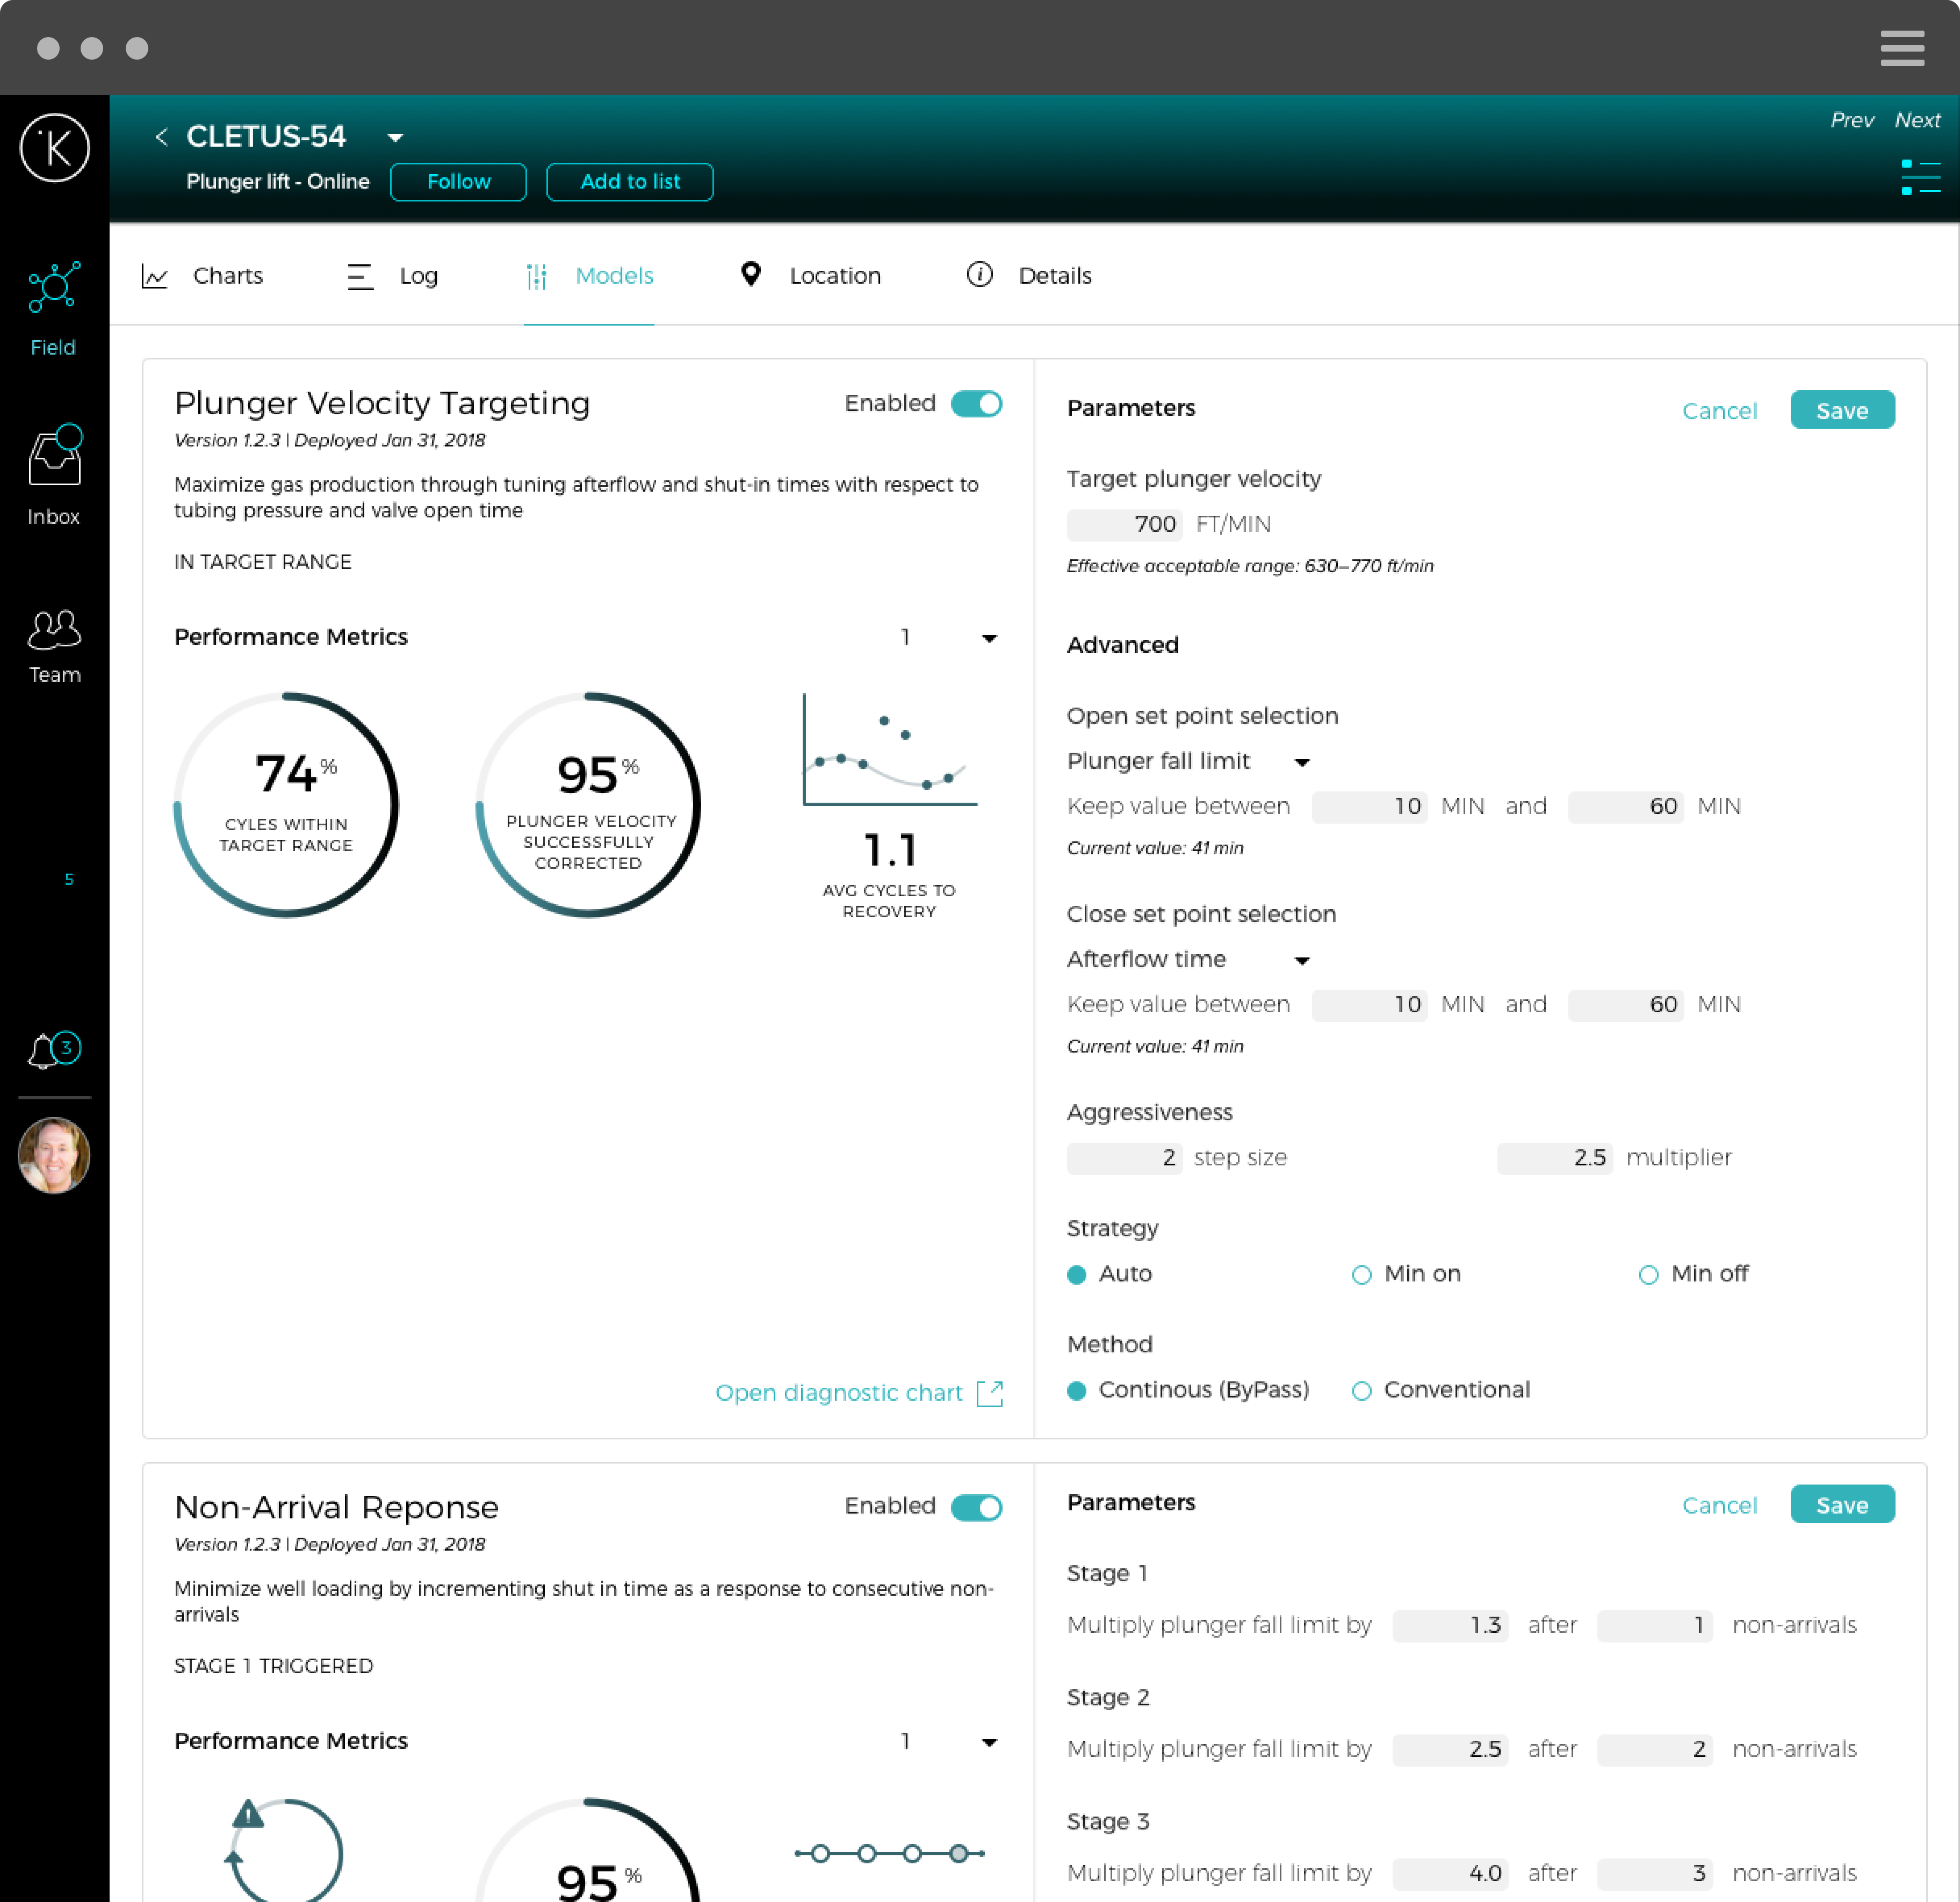 K
CLETUS-54
Prev Next
Plunger lift - Online Follow Add to list
Charts Log Models Location Details
Field
Inbox
Team
5
3
Plunger Velocity Targeting Enabled
Version 1.2.3 | Deployed Jan 31, 2018
Maximize gas production through tuning afterflow and shut-in times with respect to
tubing pressure and valve open time
IN TARGET RANGE
Performance Metrics 1
74%
CYLES WITHIN
TARGET RANGE
95%
PLUNGER VELOCITY
SUCCESSFULLY
CORRECTED
1.1
AVG CYCLES TO
RECOVERY
Open diagnostic chart
Parameters Cancel Save
Target plunger velocity
700 FT/MIN
Effective acceptable range: 630–770 ft/min
Advanced
Open set point selection
Plunger fall limit
Keep value between 10 MIN and 60 MIN
Current value: 41 min
Close set point selection
Afterflow time
Keep value between 10 MIN and 60 MIN
Current value: 41 min
Aggressiveness
2 step size 2.5 multiplier
Strategy
Auto Min on Min off
Method
Continous (ByPass) Conventional
Non-Arrival Reponse Enabled
Version 1.2.3 | Deployed Jan 31, 2018
Minimize well loading by incrementing shut in time as a response to consecutive non-
arrivals
STAGE 1 TRIGGERED
Performance Metrics 1
95%
Parameters Cancel Save
Stage 1
Multiply plunger fall limit by 1.3 after 1 non-arrivals
Stage 2
Multiply plunger fall limit by 2.5 after 2 non-arrivals
Stage 3
Multiply plunger fall limit by 4.0 after 3 non-arrivals